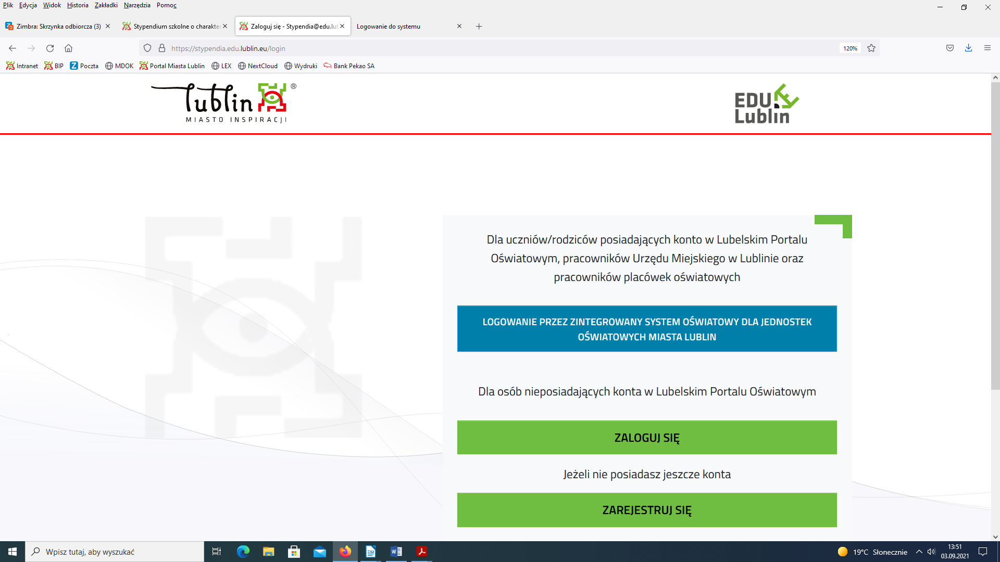 Plik Edycja Widok Historia Zakładki Narzędzia Pomoc
Zimbra: Skrzynka odbiorcza (3)
Stypendium szkolne o charakte
Zaloguj się - Stypendia@edu.lu
Logowanie do systemu
https://stypendia.edu.lublin.eu/login
120%
Intranet BIP Poczta MDOK Portal Miasta Lublin LEX NextCloud Wydruki Bank Pekao SA
lublin ®
MIASTO INSPIRACJI
EDU
Lublin
Dla uczniów/rodziców posiadających konto w Lubelskim Portalu
Oświatowym, pracowników Urzędu Miejskiego w Lublinie oraz
pracowników placówek oświatowych
LOGOWANIE PRZEZ ZINTEGROWANY SYSTEM OŚWIATOWY DLA JEDNOSTEK
OŚWIATOWYCH MIASTA LUBLIN
Dla osób nieposiadających konta w Lubelskim Portalu Oświatowym
ZALOGUJ SIĘ
Jeżeli nie posiadasz jeszcze konta
ZAREJESTRUJ SIĘ
Wpisz tutaj, aby wyszukać
19°C Słonecznie
13:51
03.09.2021